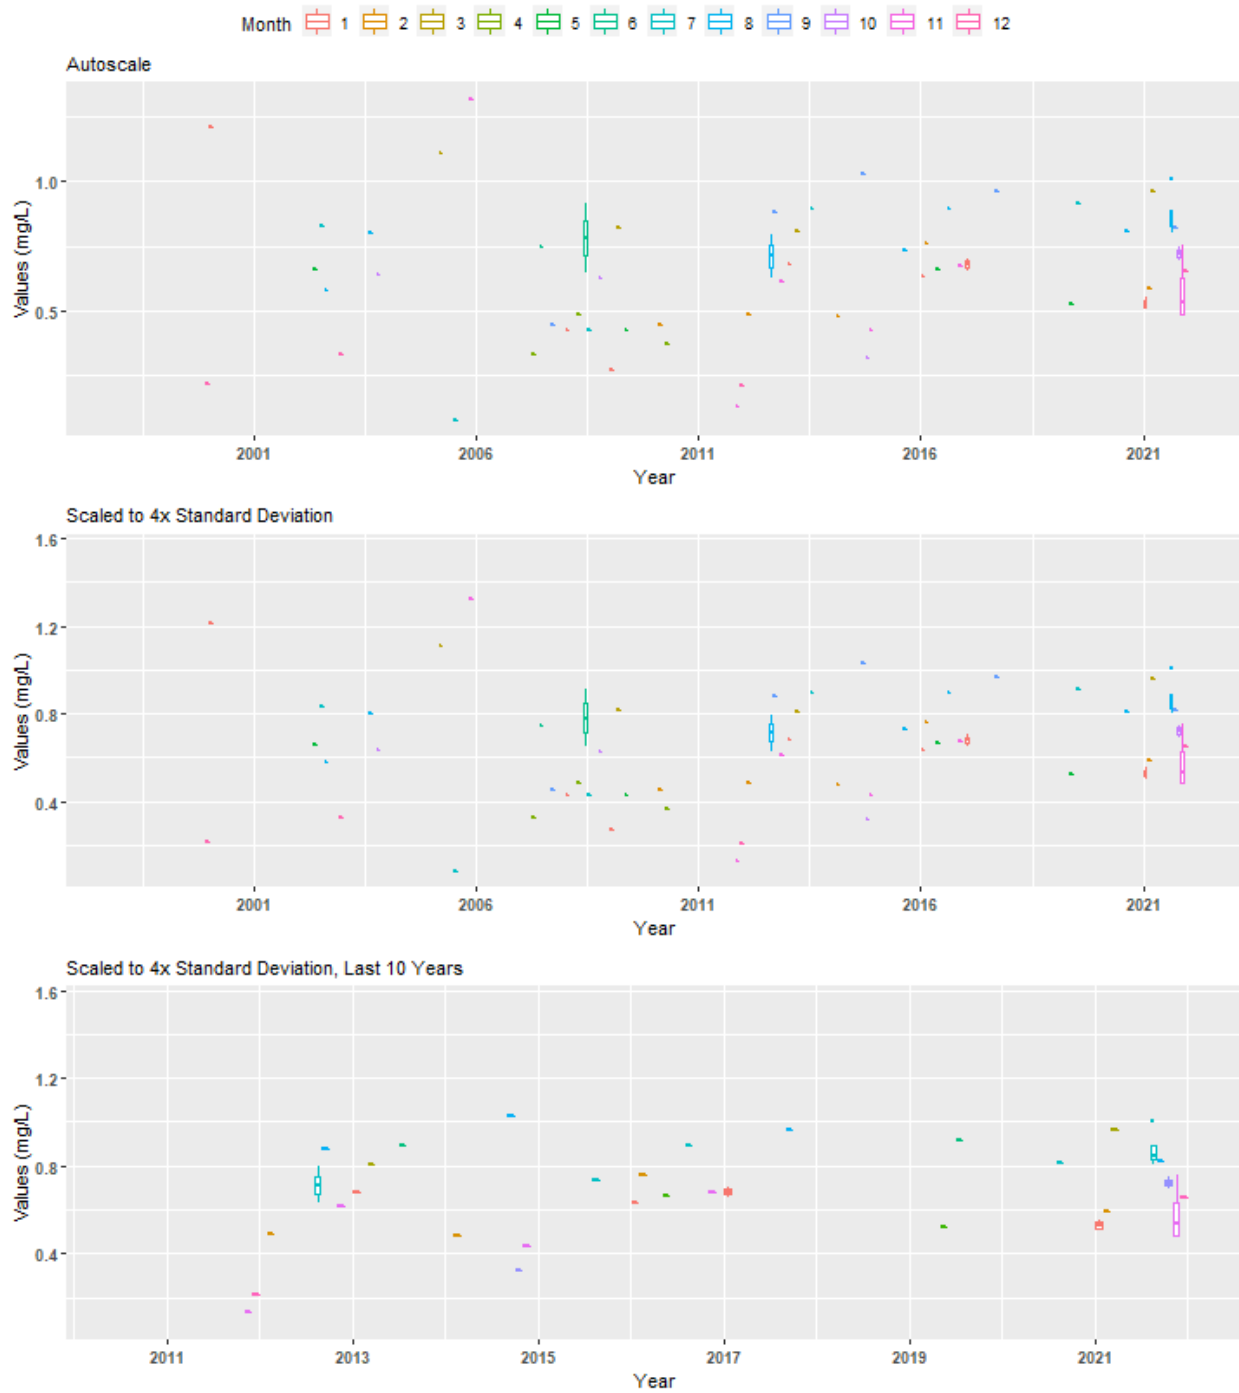 Month 1 2 3 4 5 6 7 8 9 10 11 12
Autoscale
Values (mg/L)
1.0
0.5
2001 2006 2011 2016 2021
Year
Scaled to 4x Standard Deviation
Values (mg/L)
1.6
1.2
0.8
0.4
2001 2006 2011 2016 2021
Year
Scaled to 4x Standard Deviation, Last 10 Years
Values (mg/L)
1.6
1.2
0.8
0.4
2011 2013 2015 2017 2019 2021
Year